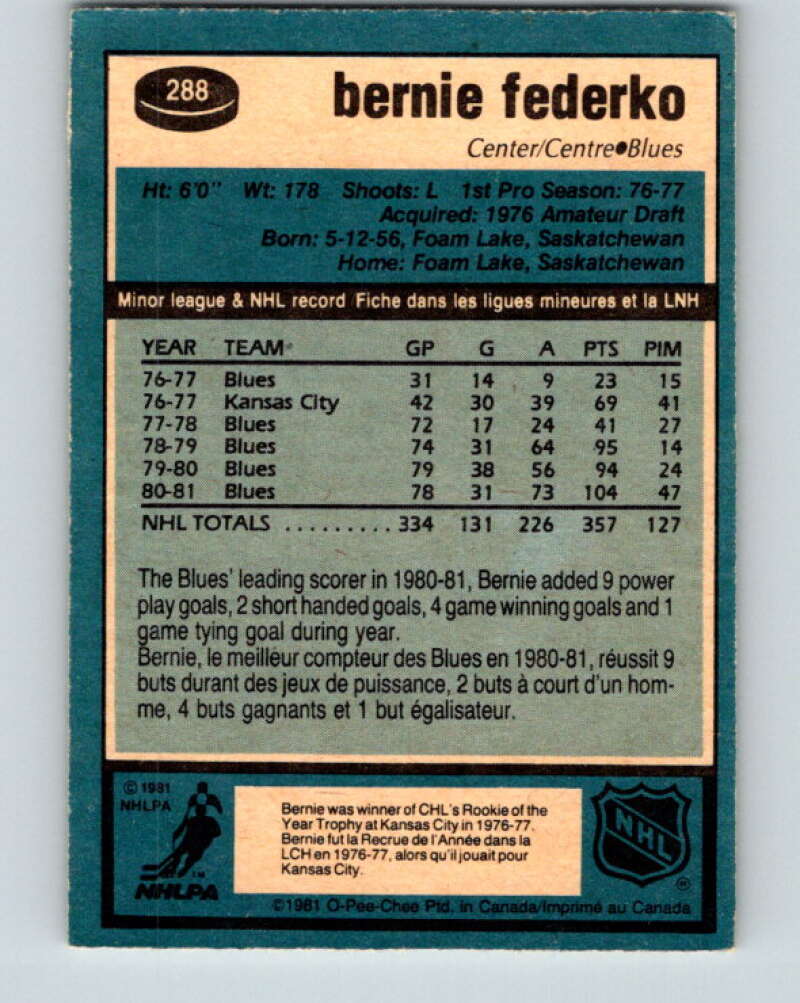 288
bernie federko
Center/Centre●Blues
Ht: 6'0" Wt: 178 Shoots: L 1st Pro Season: 76-77
Acquired: 1976 Amateur Draft
Born: 5-12-56, Foam Lake, Saskatchewan
Home: Foam Lake, Saskatchewan
Minor league & NHL record/Fiche dans les ligues mineures et la LNH
YEAR TEAM GP G A PTS PIM
76-77 Blues 31 14 9 23 15
76-77 Kansas City 42 30 39 69 41
77-78 Blues 72 17 24 41 27
78-79 Blues 74 31 64 95 14
79-80 Blues 79 38 56 94 24
80-81 Blues 78 31 73 104 47
NHL TOTALS .......... 334 131 226 357 127
The Blues' leading scorer in 1980-81, Bernie added 9 power
play goals, 2 short handed goals, 4 game winning goals and 1
game tying goal during year.
Bernie, le meilleur compteur des Blues en 1980-81, réussit 9
buts durant des jeux de puissance, 2 buts à court d'un hom-
me, 4 buts gagnants et 1 but égalisateur.
© 1981
NHLPA
TM
NHLPA
Bernie was winner of CHL's Rookie of the
Year Trophy at Kansas City in 1976-77.
Bernie fut la Recrue de l'Année dans la
LCH en 1976-77, alors qu'il jouait pour
Kansas City.
NHL
®
©1981 O-Pee-Chee Ptd. in Canada/Imprimé au Canada